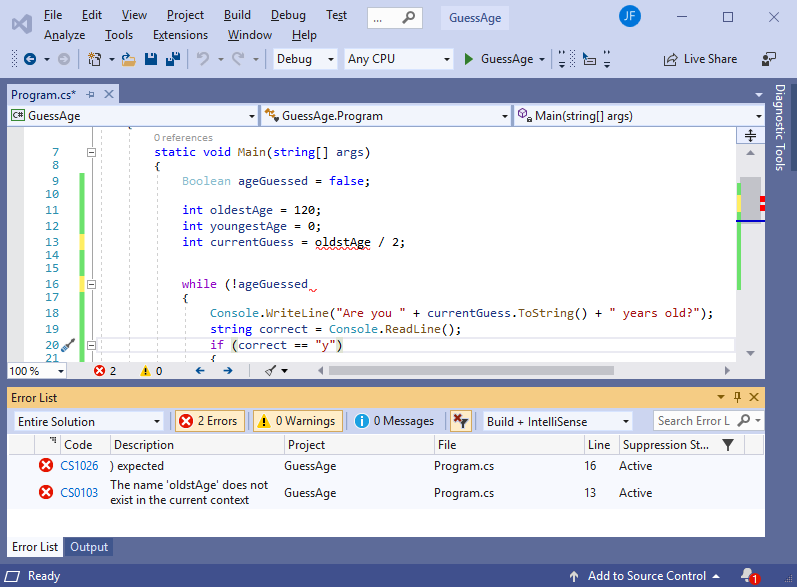 File Edit View Project Build Debug Test ... GuessAge JF
Analyze Tools Extensions Window Help
Debug Any CPU GuessAge Live Share
Program.cs*
C# GuessAge GuessAge.Program Main(string[] args)
Diagnostic Tools
0 references
7 static void Main(string[] args)
8 {
9 Boolean ageGuessed = false;
10
11 int oldestAge = 120;
12 int youngestAge = 0;
13 int currentGuess = oldstAge / 2;
14
15
16 while (!ageGuessed
17 {
18 Console.WriteLine("Are you " + currentGuess.ToString() + " years old?");
19 string correct = Console.ReadLine();
20 if (correct == "y")
21 {
100 % 2 0
Error List
Entire Solution 2 Errors 0 Warnings 0 Messages Build + IntelliSense Search Error L
Code Description Project File Line Suppression St...
CS1026 ) expected GuessAge Program.cs 16 Active
CS0103 The name 'oldstAge' does not exist in the current context GuessAge Program.cs 13 Active
Error List Output
Ready Add to Source Control 1